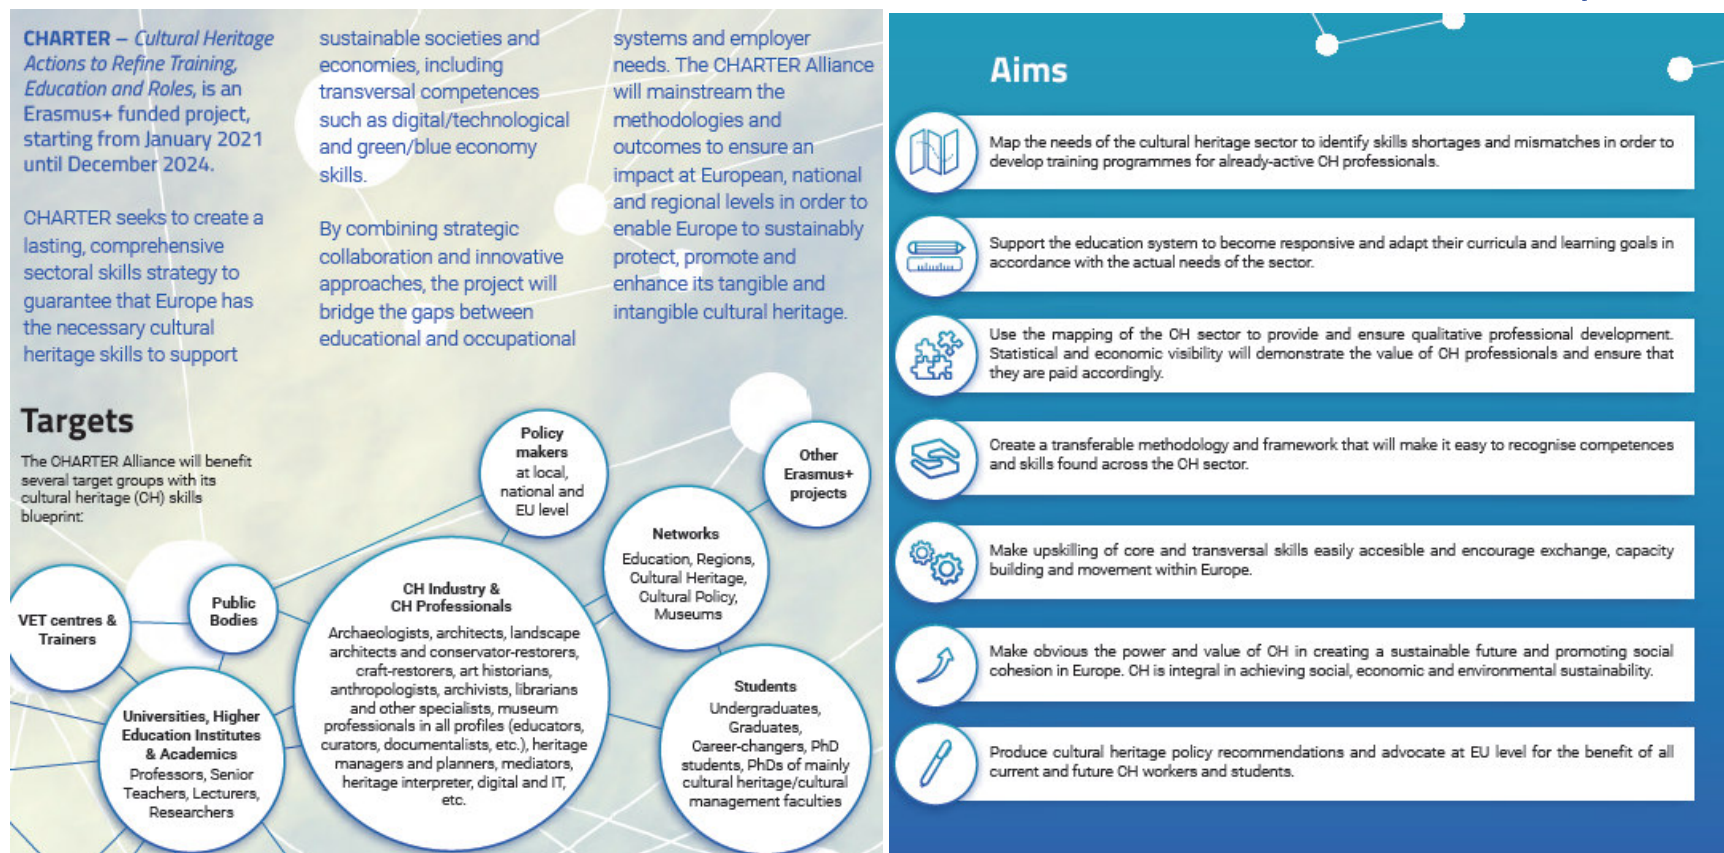 CHARTER – Cultural Heritage
Actions to Refine Training,
Education and Roles, is an
Erasmus+ funded project,
starting from January 2021
until December 2024.
CHARTER seeks to create a
lasting, comprehensive
sectoral skills strategy to
guarantee that Europe has
the necessary cultural
heritage skills to support
sustainable societies and
economies, including
transversal competences
such as digital/technological
and green/blue economy
skills.
By combining strategic
collaboration and innovative
approaches, the project will
bridge the gaps between
educational and occupational
systems and employer
needs. The CHARTER Alliance
will mainstream the
methodologies and
outcomes to ensure an
impact at European, national
and regional levels in order to
enable Europe to sustainably
protect, promote and
enhance its tangible and
intangible cultural heritage.
Targets
The CHARTER Alliance will benefit
several target groups with its
cultural heritage (CH) skills
blueprint:
Policy
makers
at local,
national and
EU level
Other
Erasmus+
projects
Networks
Education, Regions,
Cultural Heritage,
Cultural Policy,
Museums
VET centres &
Trainers
Public
Bodies
CH Industry &
CH Professionals
Archaeologists, architects, landscape
architects and conservator-restorers,
craft-restorers, art historians,
anthropologists, archivists, librarians
and other specialists, museum
professionals in all profiles (educators,
curators, documentalists, etc.), heritage
managers and planners, mediators,
heritage interpreter, digital and IT,
etc.
Universities, Higher
Education Institutes
& Academics
Professors, Senior
Teachers, Lecturers,
Researchers
Students
Undergraduates,
Graduates,
Career-changers, PhD
students, PhDs of mainly
cultural heritage/cultural
management faculties
Aims
Map the needs of the cultural heritage sector to identify skills shortages and mismatches in order to
develop training programmes for already-active CH professionals.
Support the education system to become responsive and adapt their curricula and learning goals in
accordance with the actual needs of the sector.
Use the mapping of the CH sector to provide and ensure qualitative professional development.
Statistical and economic visibility will demonstrate the value of CH professionals and ensure that
they are paid accordingly.
Create a transferable methodology and framework that will make it easy to recognise competences
and skills found across the CH sector.
Make upskilling of core and transversal skills easily accesible and encourage exchange, capacity
building and movement within Europe.
Make obvious the power and value of CH in creating a sustainable future and promoting social
cohesion in Europe. CH is integral in achieving social, economic and environmental sustainability.
Produce cultural heritage policy recommendations and advocate at EU level for the benefit of all
current and future CH workers and students.